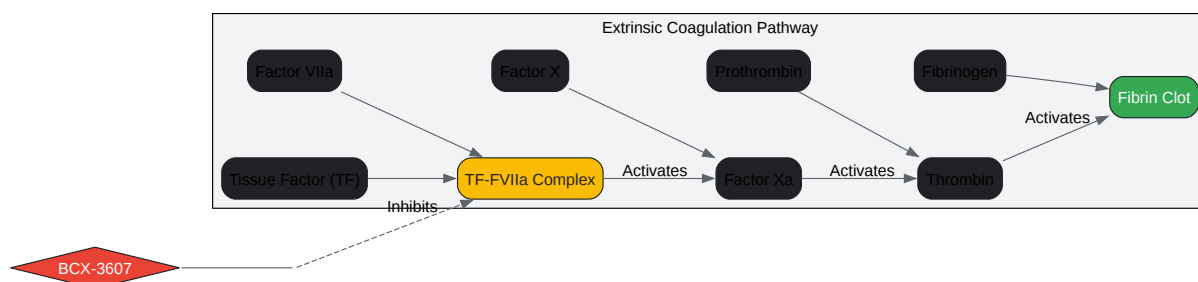 Extrinsic Coagulation Pathway
Factor VIIa
Factor X
Prothrombin
Fibrinogen
Fibrin Clot
Activates
Tissue Factor (TF)
TF-FVIIa Complex
Activates
Factor Xa
Activates
Thrombin
Inhibits
BCX-3607